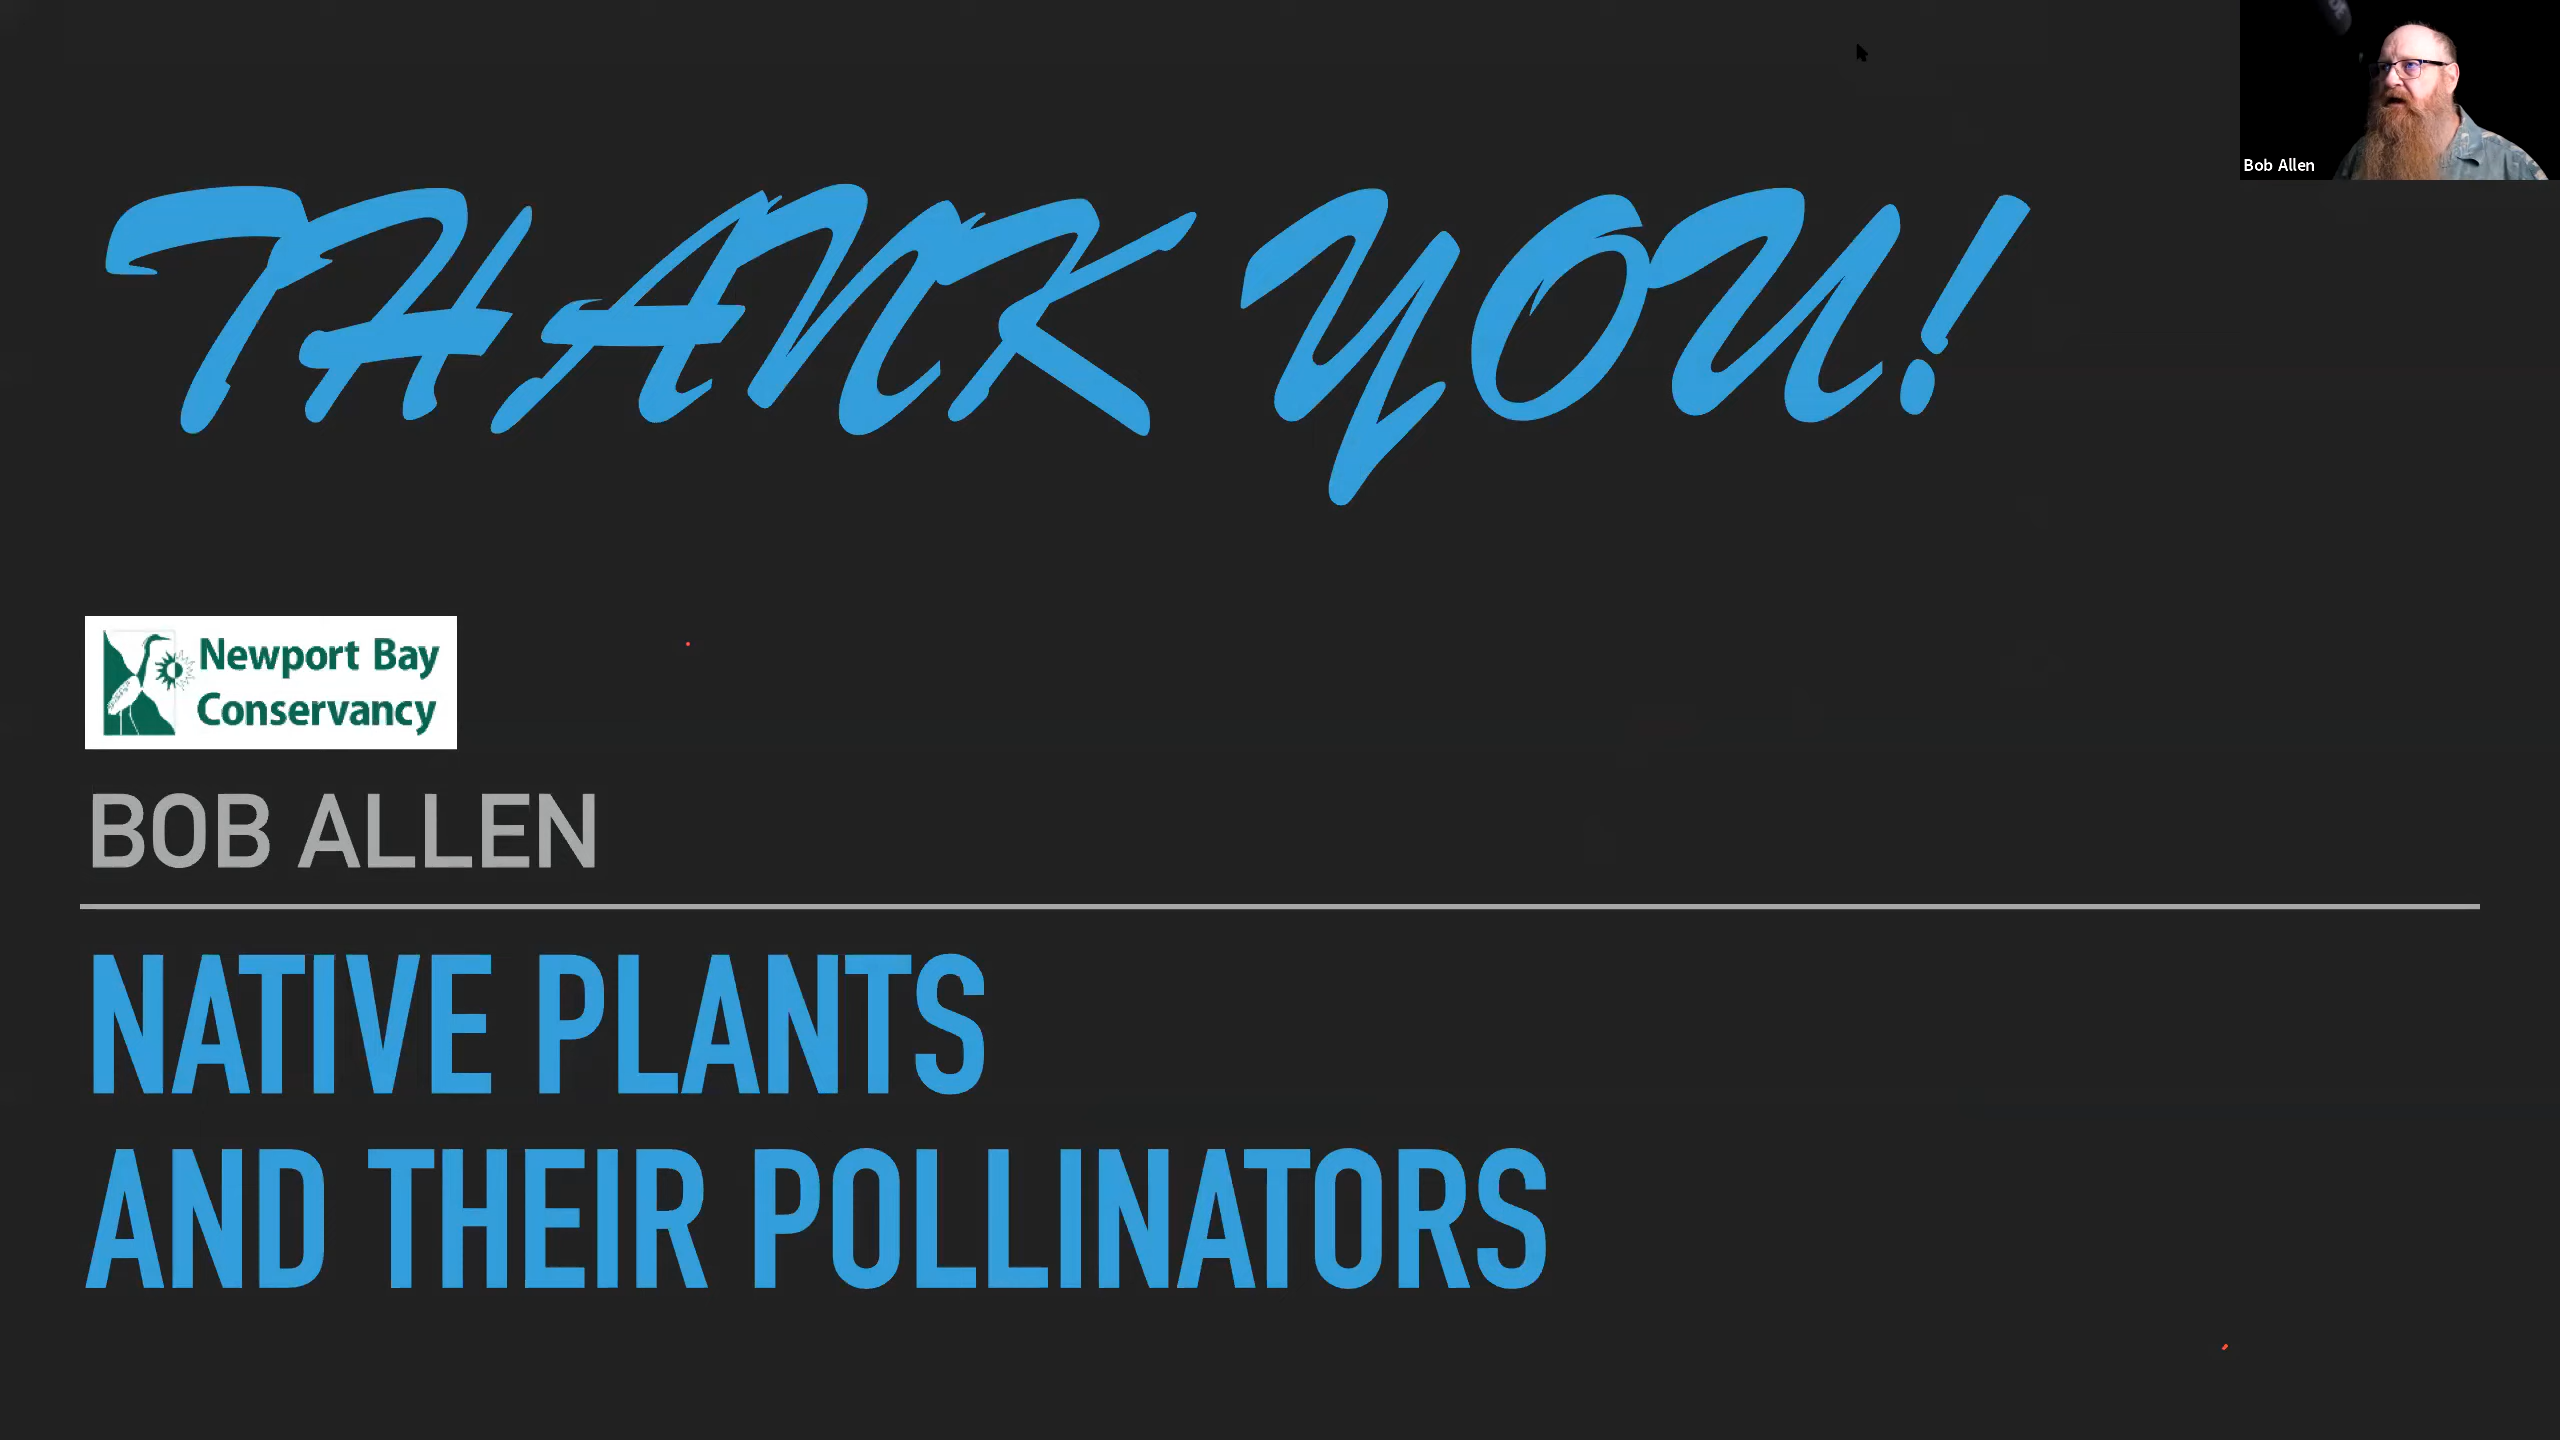 THANK YOU!
Bob Allen
Newport Bay
Conservancy
BOB ALLEN
NATIVE PLANTS
AND THEIR POLLINATORS